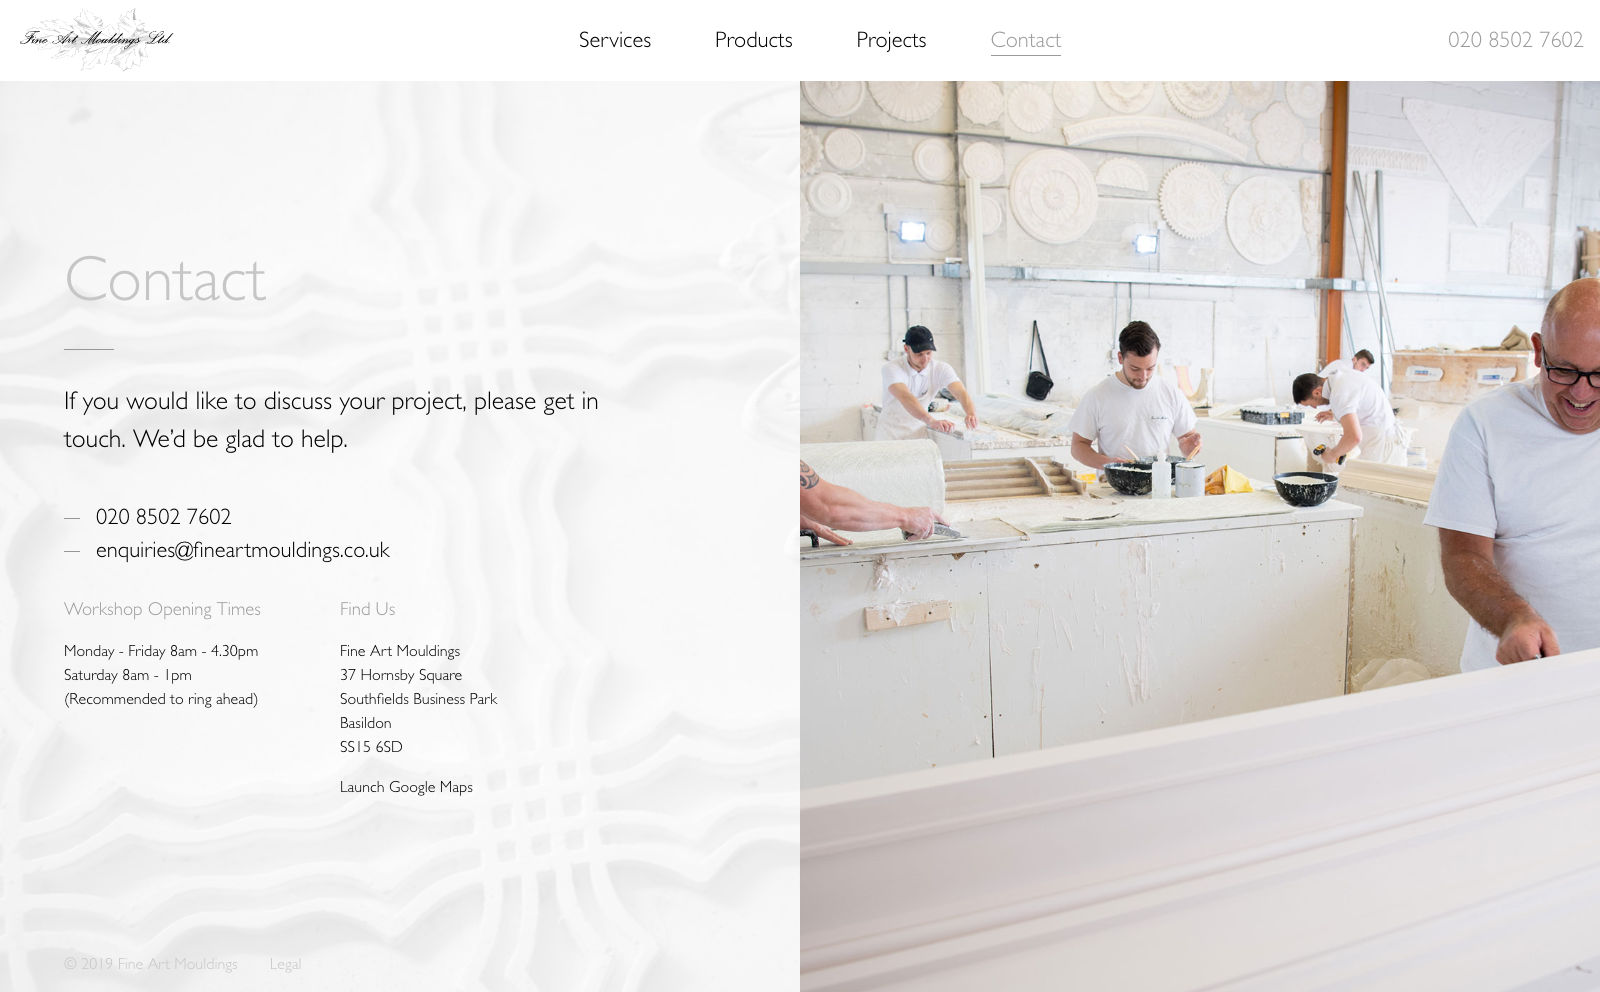 Fine Art Mouldings Ltd.
Services
Products
Projects
Contact
020 8502 7602
Contact
If you would like to discuss your project, please get in
touch. We’d be glad to help.
020 8502 7602
enquiries@fineartmouldings.co.uk
Workshop Opening Times
Monday - Friday 8am - 4.30pm
Saturday 8am - 1pm
(Recommended to ring ahead)
Find Us
Fine Art Mouldings
37 Hornsby Square
Southfields Business Park
Basildon
SS15 6SD
Launch Google Maps
© 2019 Fine Art Mouldings
Legal